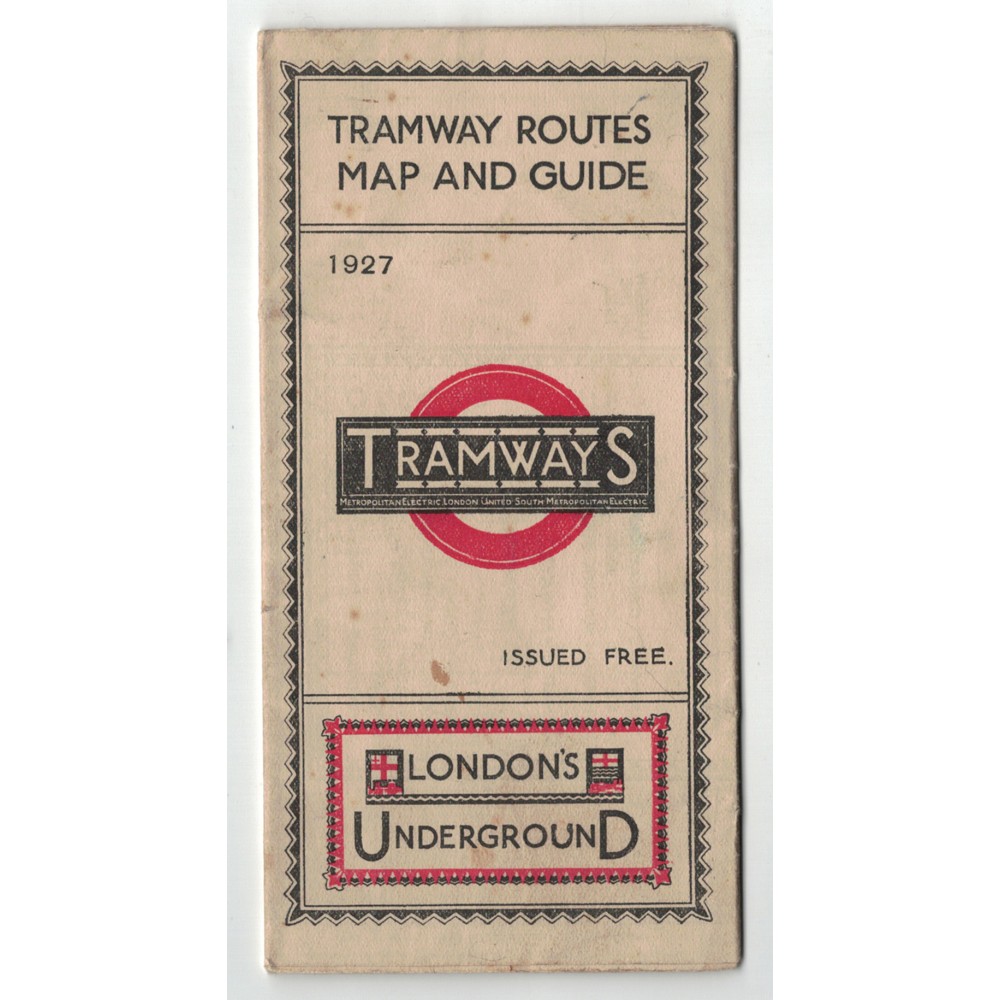 TRAMWAY ROUTES
MAP AND GUIDE
1927
TRAMWAYS
METROPOLITAN ELECTRIC LONDON UNITED SOUTH METROPOLITAN ELECTRIC
ISSUED FREE.
LONDON'S
UNDERGROUND